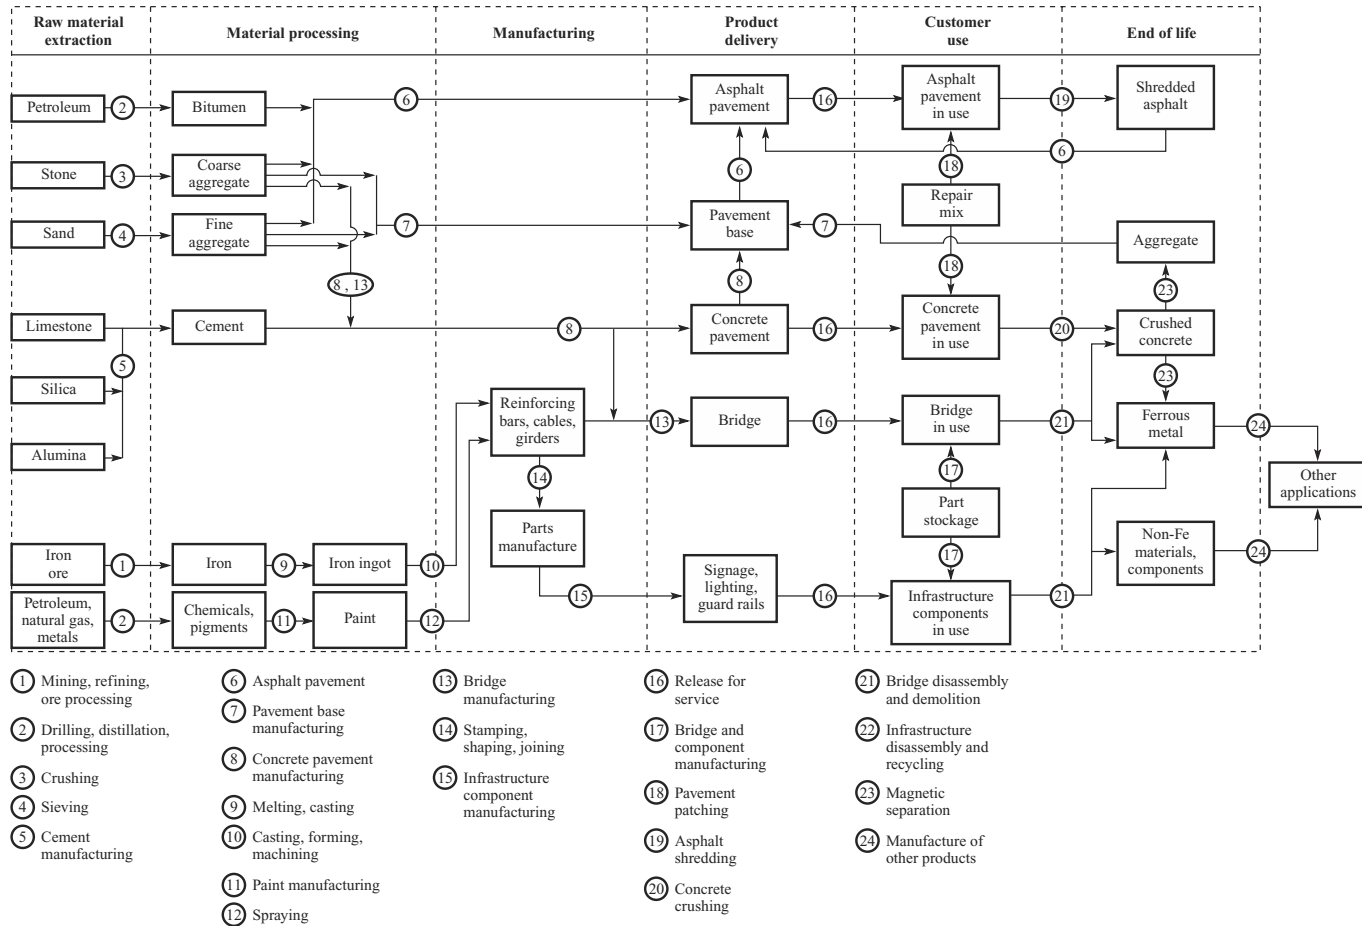 Raw material
extraction
Material processing
Manufacturing
Product
delivery
Customer
use
End of life
Petroleum
2
Bitumen
6
Asphalt
pavement
16
Asphalt
pavement
in use
19
Shredded
asphalt
6
Stone
3
Coarse
aggregate
6
18
Repair
mix
Sand
4
Fine
aggregate
7
Pavement
base
7
Aggregate
18
8 , 13
8
23
Limestone
Cement
8
Concrete
pavement
16
Concrete
pavement
in use
20
Crushed
concrete
5
23
Silica
Reinforcing
bars, cables,
girders
13
Bridge
16
Bridge
in use
21
Ferrous
metal
24
Alumina
14
17
Other
applications
Parts
manufacture
Part
stockage
Iron
ore
1
Iron
9
Iron ingot
10
17
Non-Fe
materials,
components
24
Petroleum,
natural gas,
metals
2
Chemicals,
pigments
11
Paint
12
15
Signage,
lighting,
guard rails
16
Infrastructure
components
in use
21
1 Mining, refining,
ore processing
2 Drilling, distillation,
processing
3 Crushing
4 Sieving
5 Cement
manufacturing
6 Asphalt pavement
7 Pavement base
manufacturing
8 Concrete pavement
manufacturing
9 Melting, casting
10 Casting, forming,
machining
11 Paint manufacturing
12 Spraying
13 Bridge
manufacturing
14 Stamping,
shaping, joining
15 Infrastructure
component
manufacturing
16 Release for
service
17 Bridge and
component
manufacturing
18 Pavement
patching
19 Asphalt
shredding
20 Concrete
crushing
21 Bridge disassembly
and demolition
22 Infrastructure
disassembly and
recycling
23 Magnetic
separation
24 Manufacture of
other products